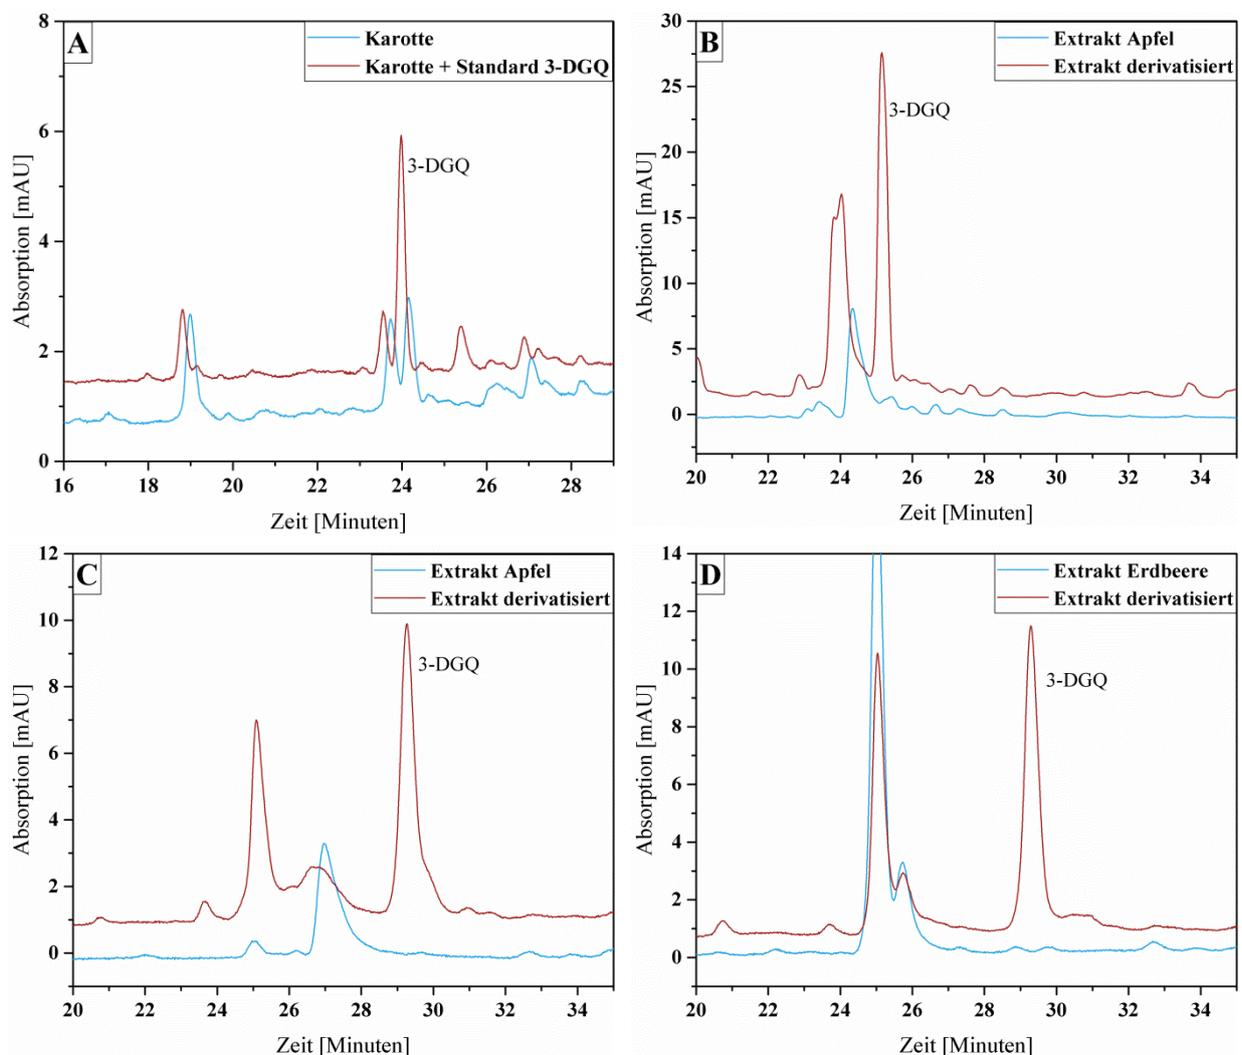 A
Karotte
Karotte + Standard 3-DGQ
3-DGQ
Absorption [mAU]
8
6
4
2
0
16 18 20 22 24 26 28
Zeit [Minuten]
B
Extrakt Apfel
Extrakt derivatisiert
3-DGQ
Absorption [mAU]
30
25
20
15
10
5
0
20 22 24 26 28 30 32 34
Zeit [Minuten]
C
Extrakt Apfel
Extrakt derivatisiert
3-DGQ
Absorption [mAU]
12
10
8
6
4
2
0
20 22 24 26 28 30 32 34
Zeit [Minuten]
D
Extrakt Erdbeere
Extrakt derivatisiert
3-DGQ
Absorption [mAU]
14
12
10
8
6
4
2
0
20 22 24 26 28 30 32 34
Zeit [Minuten]